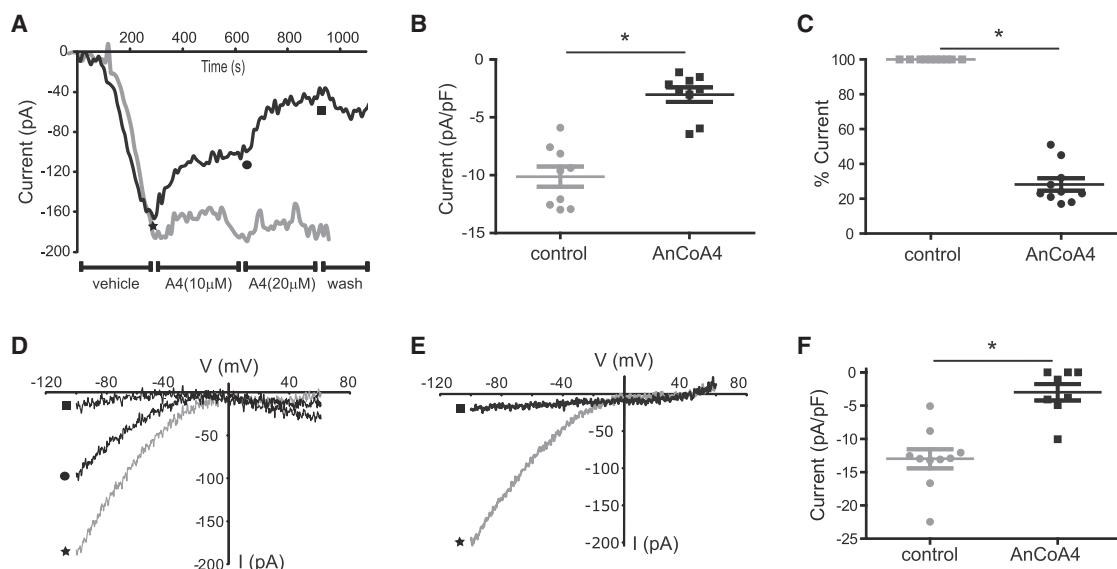 A
200 400 600 800 1000
Time (s)
0
-40
-80
-120
-160
-200
Current (pA)
vehicle A4(10µM) A4(20µM) wash
B
*
0
-5
-10
-15
Current (pA/pF)
control AnCoA4
C
*
100
80
60
40
20
0
% Current
control AnCoA4
D
V (mV)
-120 -80 -40 0 40 80
-50
-100
-150
-200
I (pA)
E
V (mV)
-120 -80 -40 0 40 80
-50
-100
-150
-200
I (pA)
F
*
0
-5
-10
-15
-20
-25
Current (pA/pF)
control AnCoA4